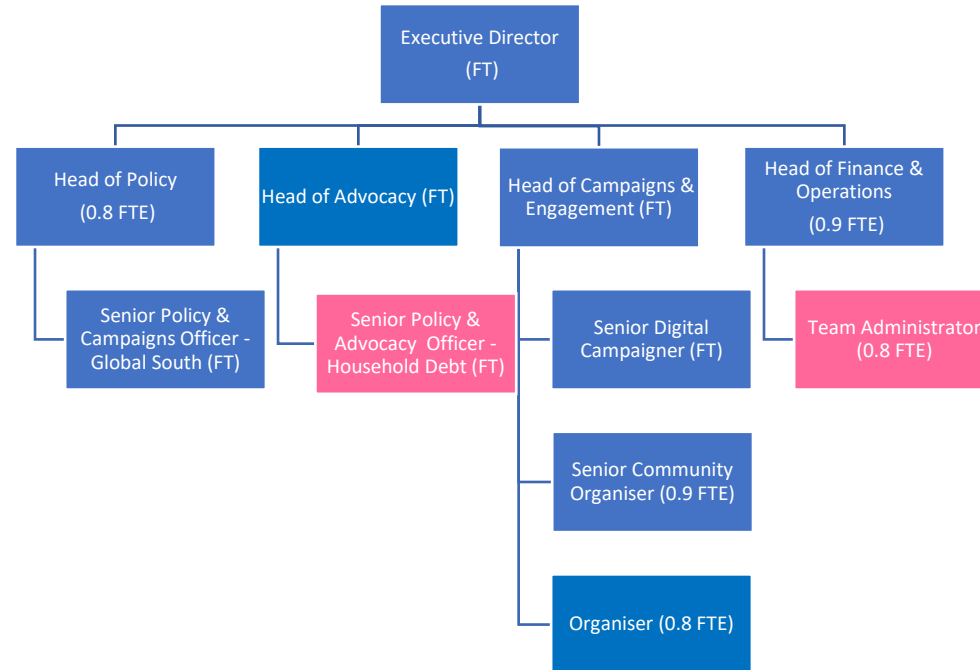 Executive Director
(FT)
Head of Policy
(0.8 FTE)
Head of Advocacy (FT)
Head of Campaigns &
Engagement (FT)
Head of Finance &
Operations
(0.9 FTE)
Senior Policy &
Campaigns Officer -
Global South (FT)
Senior Policy &
Advocacy Officer -
Household Debt (FT)
Senior Digital
Campaigner (FT)
Team Administrator
(0.8 FTE)
Senior Community
Organiser (0.9 FTE)
Organiser (0.8 FTE)